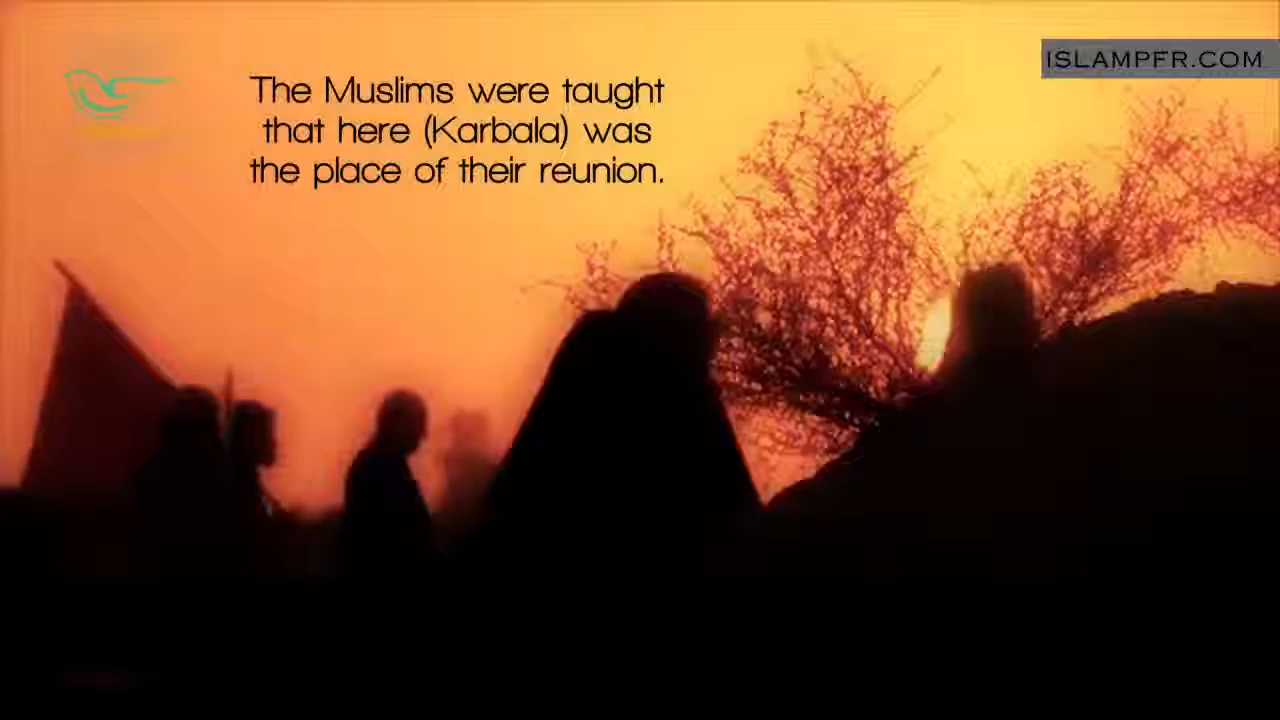 ISLAMPFR.COM
The Muslims were taught
that here (Karbala) was
the place of their reunion.